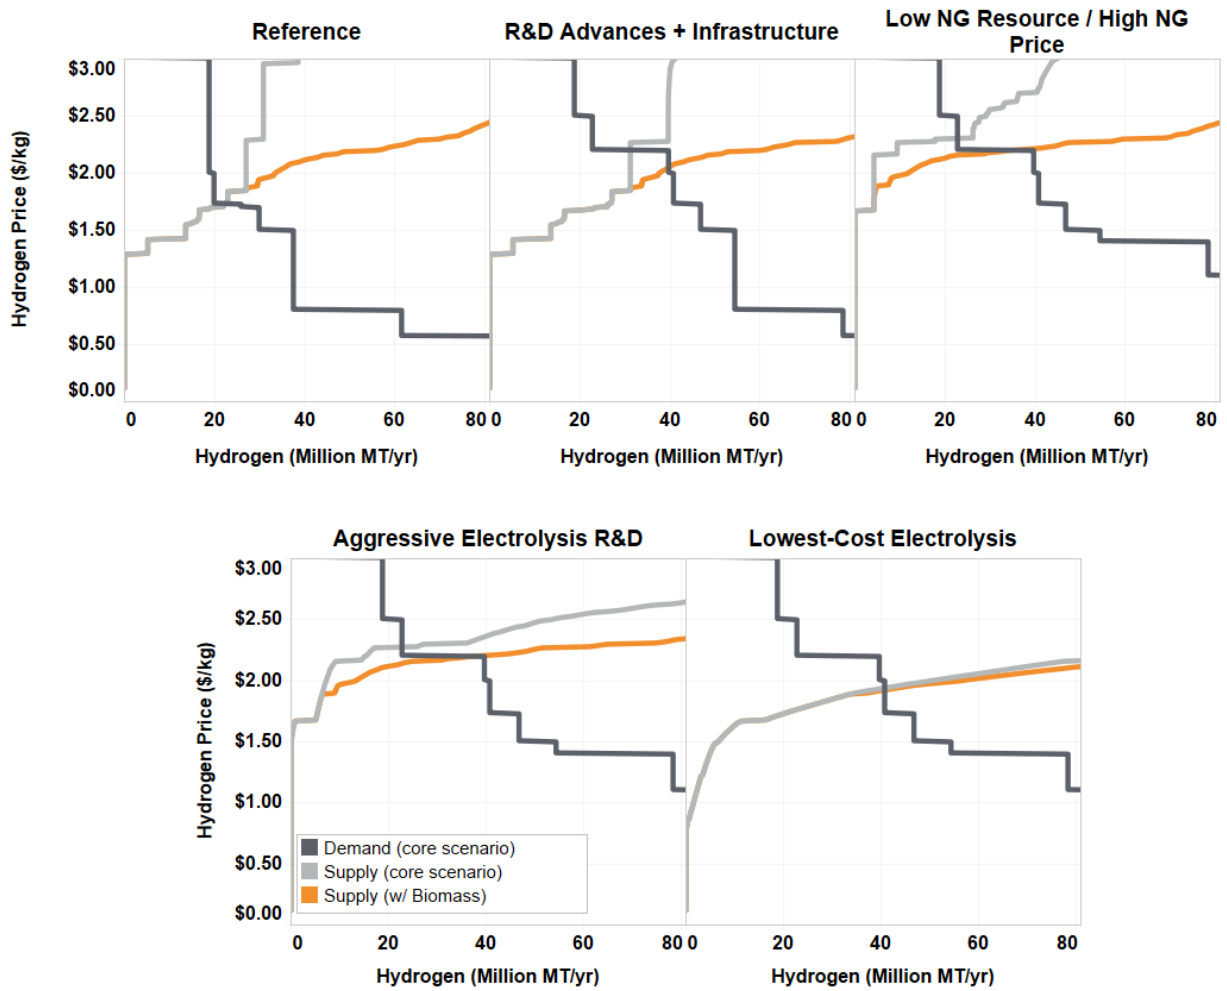 Reference
R&D Advances + Infrastructure
Low NG Resource / High NG
Price
Hydrogen Price ($/kg)
$3.00
$2.50
$2.00
$1.50
$1.00
$0.50
$0.00
0 20 40 60 80 0 20 40 60 80 0 20 40 60 80
Hydrogen (Million MT/yr) Hydrogen (Million MT/yr) Hydrogen (Million MT/yr)
Aggressive Electrolysis R&D
Lowest-Cost Electrolysis
Hydrogen Price ($/kg)
$3.00
$2.50
$2.00
$1.50
$1.00
$0.50
$0.00
Demand (core scenario)
Supply (core scenario)
Supply (w/ Biomass)
0 20 40 60 80 0 20 40 60 80
Hydrogen (Million MT/yr) Hydrogen (Million MT/yr)